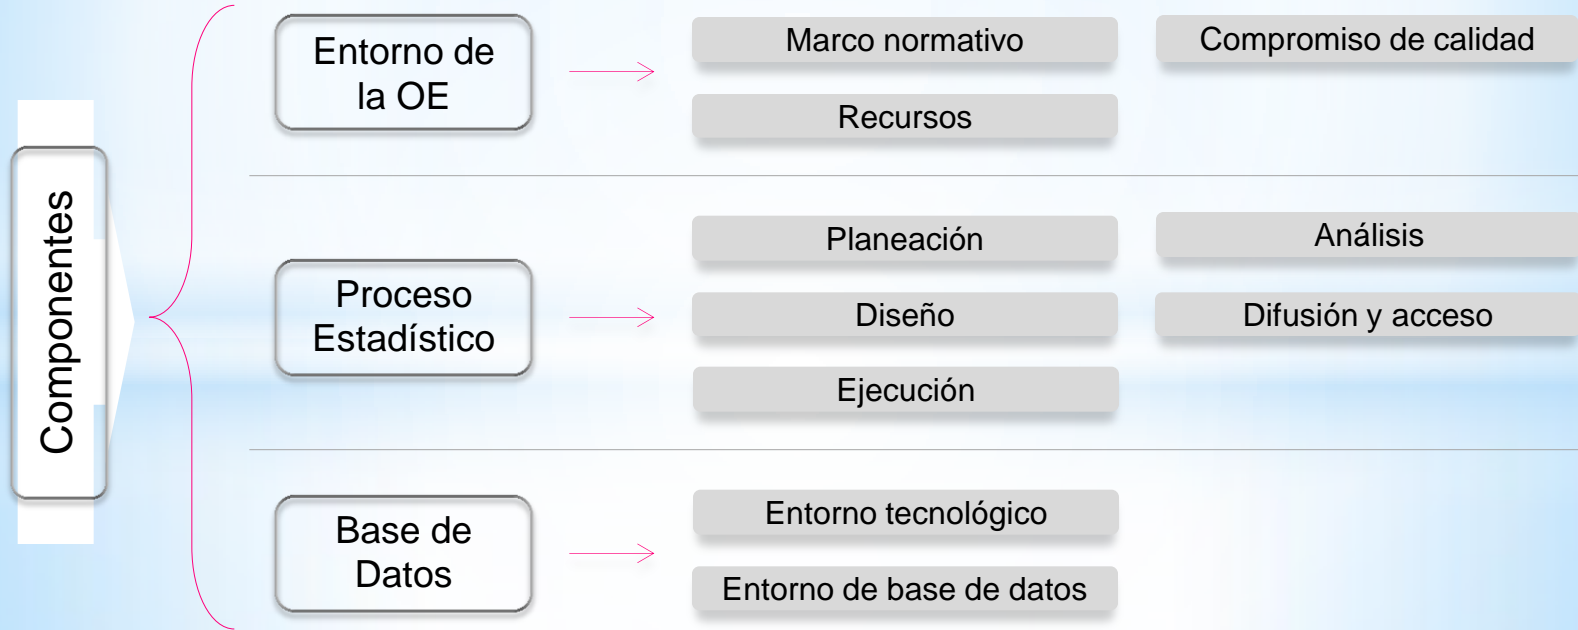 Componentes
Entorno de
la OE
Marco normativo
Compromiso de calidad
Recursos
Proceso
Estadístico
Planeación
Análisis
Diseño
Difusión y acceso
Ejecución
Base de
Datos
Entorno tecnológico
Entorno de base de datos